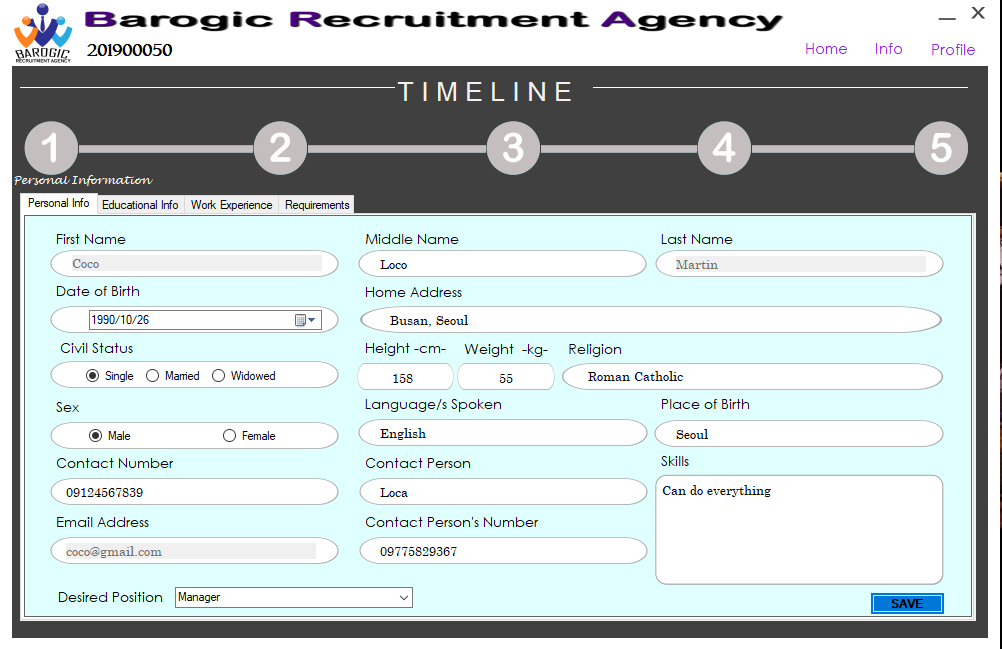 Barogic Recruitment Agency
BAROGIC
RECRUITMENT AGENCY
201900050
Home Info Profile
TIMELINE
1 2 3 4 5
Personal Information
Personal Info Educational Info Work Experience Requirements
First Name Middle Name Last Name
Coco Loco Martin
Date of Birth Home Address
1990/10/26 Busan, Seoul
Civil Status Height -cm- Weight -kg- Religion
Single Married Widowed 158 55 Roman Catholic
Sex Language/s Spoken Place of Birth
Male Female English Seoul
Contact Number Contact Person Skills
09124567839 Loca Can do everything
Email Address Contact Person's Number
coco@gmail.com 09775829367
Desired Position Manager SAVE